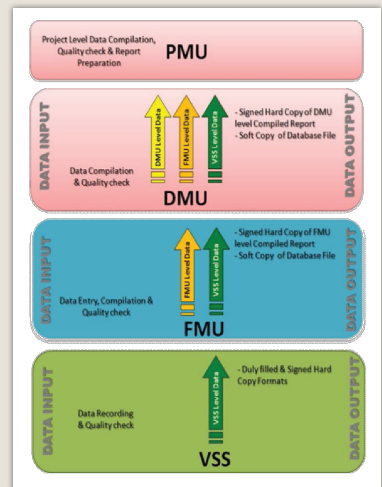 Project Level Data Compilation,
Quality check & Report
Preparation
PMU
DATA INPUT
Data Compilation
& Quality check
DMU Level Data
FMU Level Data
VSS Level Data
- Signed Hard Copy of DMU
level Compiled Report
- Soft Copy of Database File
DATA OUTPUT
DMU
DATA INPUT
Data Entry, Compilation &
Quality check
FMU Level Data
VSS Level Data
- Signed Hard Copy of FMU
level Compiled Report
- Soft Copy of Database File
DATA OUTPUT
FMU
DATA INPUT
Data Recording
& Quality check
VSS Level Data
- Duly filled & Signed Hard
Copy Formats
DATA OUTPUT
VSS